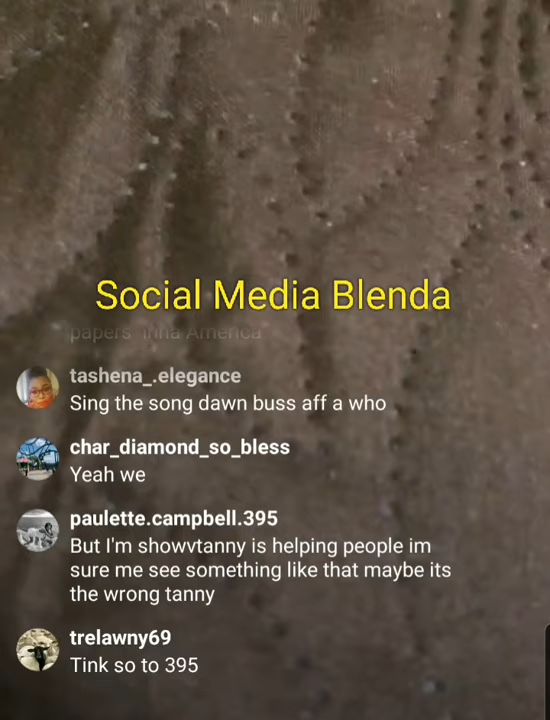 Social Media Blenda
papers inna America
tashena_.elegance
Sing the song dawn buss aff a who
char_diamond_so_bless
Yeah we
paulette.campbell.395
But I'm showvtanny is helping people im
sure me see something like that maybe its
the wrong tanny
trelawny69
Tink so to 395